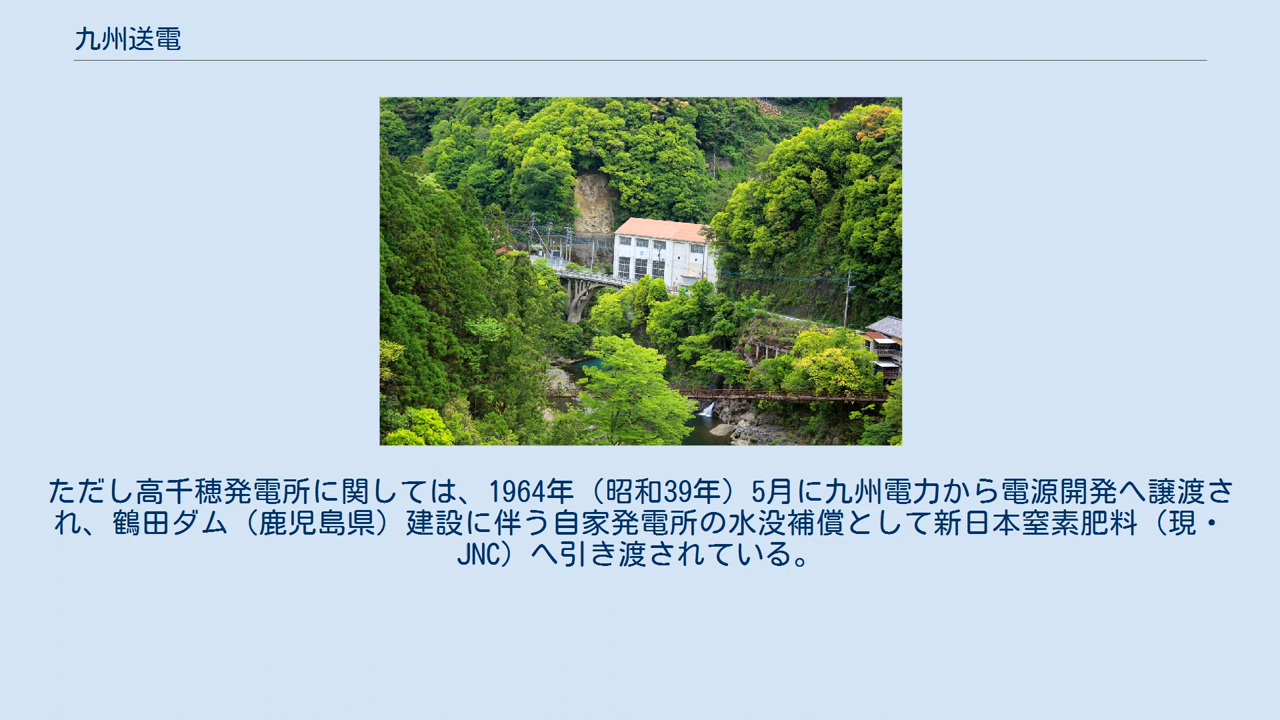 九州送電
ただし高千穂発電所に関しては、1964年（昭和39年）5月に九州電力から電源開発へ譲渡さ
れ、鶴田ダム（鹿児島県）建設に伴う自家発電所の水没補償として新日本窒素肥料（現・
JNC）へ引き渡されている。